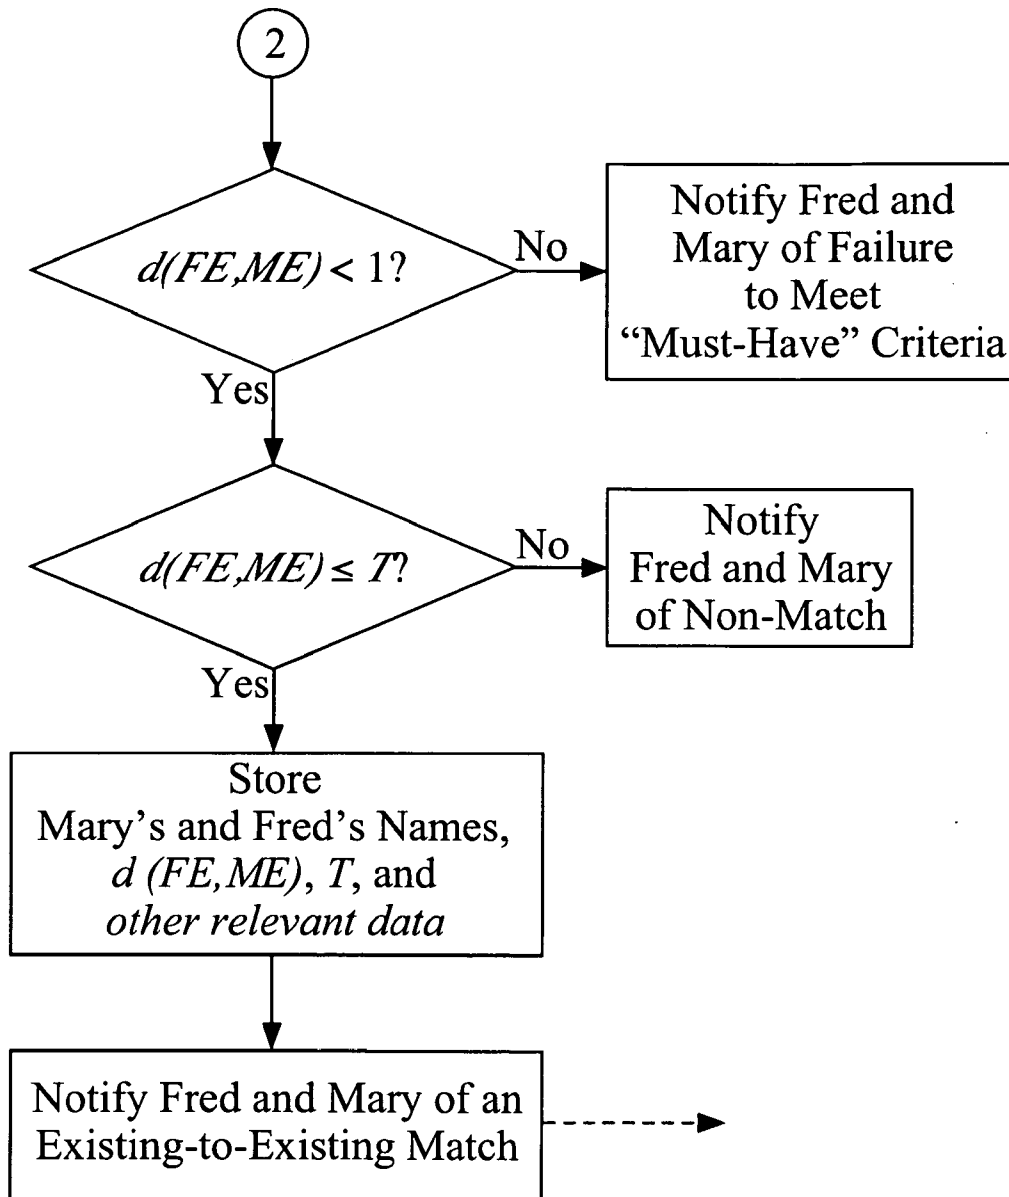 2
d(FE,ME) < 1?
No
Notify Fred and
Mary of Failure
to Meet
“Must-Have” Criteria
Yes
d(FE,ME) ≤ T?
No
Notify
Fred and Mary
of Non-Match
Yes
Store
Mary’s and Fred’s Names,
d (FE,ME), T, and
other relevant data
Notify Fred and Mary of an
Existing-to-Existing Match